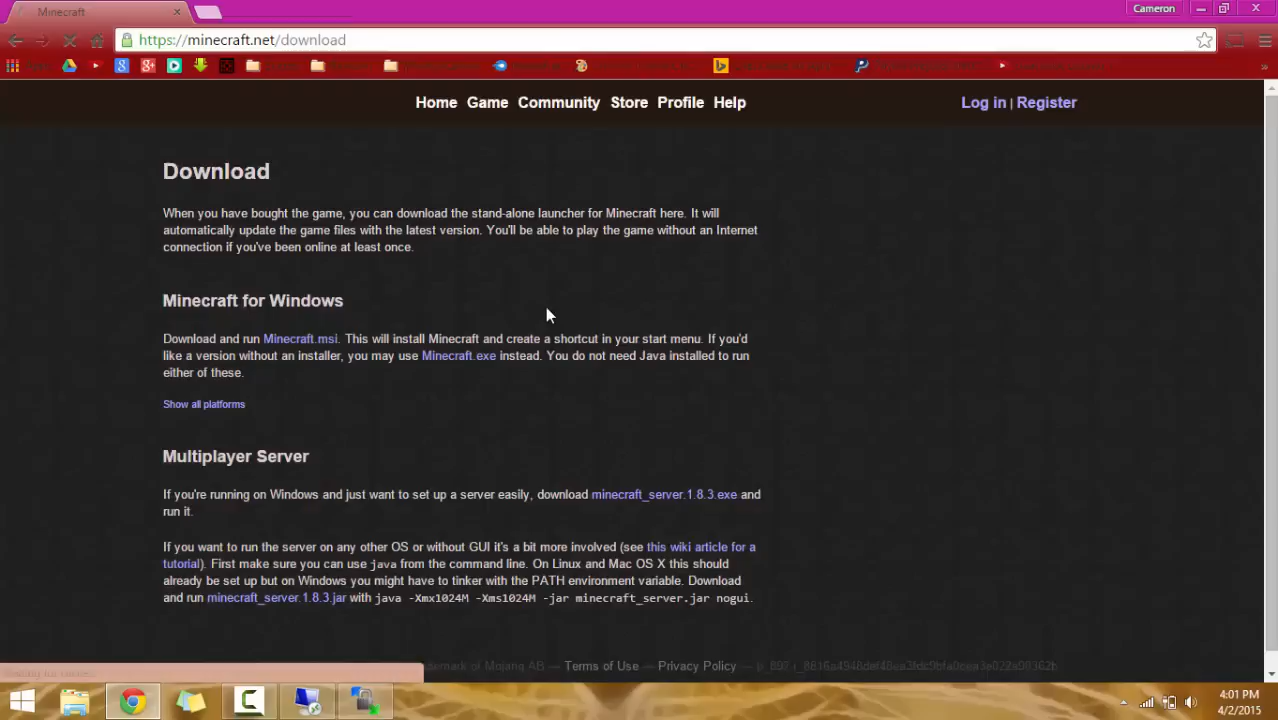 Minecraft
Cameron
https://minecraft.net/download
Home Game Community Store Profile Help
Log in | Register
Download
When you have bought the game, you can download the stand-alone launcher for Minecraft here. It will
automatically update the game files with the latest version. You'll be able to play the game without an Internet
connection if you've been online at least once.
Minecraft for Windows
Download and run Minecraft.msi. This will install Minecraft and create a shortcut in your start menu. If you'd
like a version without an installer, you may use Minecraft.exe instead. You do not need Java installed to run
either of these.
Show all platforms
Multiplayer Server
If you're running on Windows and just want to set up a server easily, download minecraft_server.1.8.3.exe and
run it.
If you want to run the server on any other OS or without GUI it's a bit more involved (see this wiki article for a
tutorial). First make sure you can use java from the command line. On Linux and Mac OS X this should
already be set up but on Windows you might have to tinker with the PATH environment variable. Download
and run minecraft_server.1.8.3.jar with java -Xmx1024M -Xms1024M -jar minecraft_server.jar nogui.
of Mojang AB — Terms of Use — Privacy Policy —
4:01 PM
4/2/2015